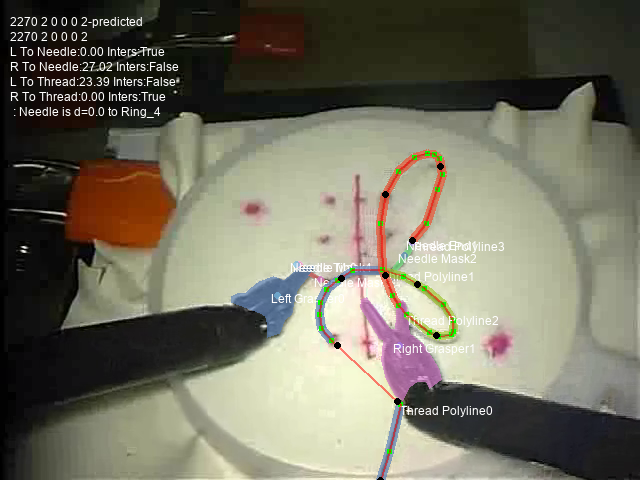 2270 2 0 0 0 2-predicted
2270 2 0 0 0 2
L To Needle:0.00 Inters:True
R To Needle:27.02 Inters:False
L To Thread:23.39 Inters:False
R To Thread:0.00 Inters:True
: Needle is d=0.0 to Ring_4
Polyline3
Needle Mask2
Polyline1
Left
Thread Polyline2
Right Grasper1
Thread Polyline0